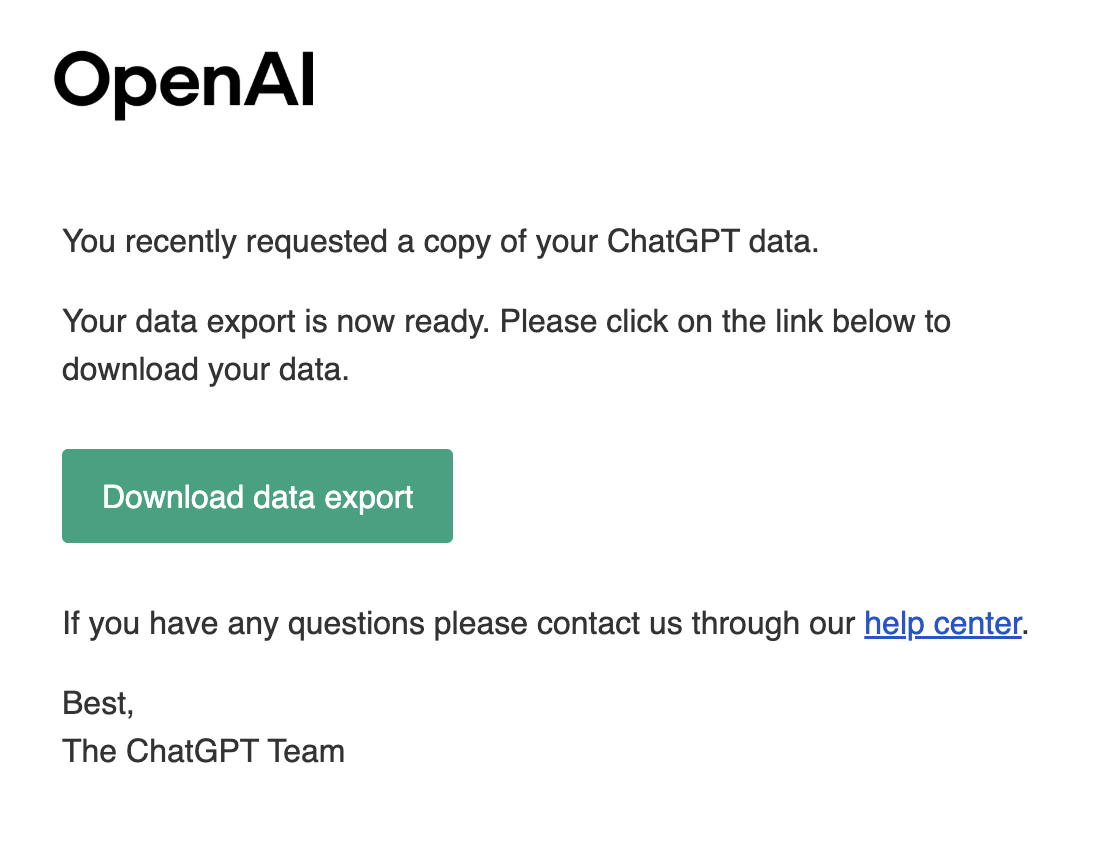 OpenAI
You recently requested a copy of your ChatGPT data.
Your data export is now ready. Please click on the link below to
download your data.
Download data export
If you have any questions please contact us through our help center.
Best,
The ChatGPT Team